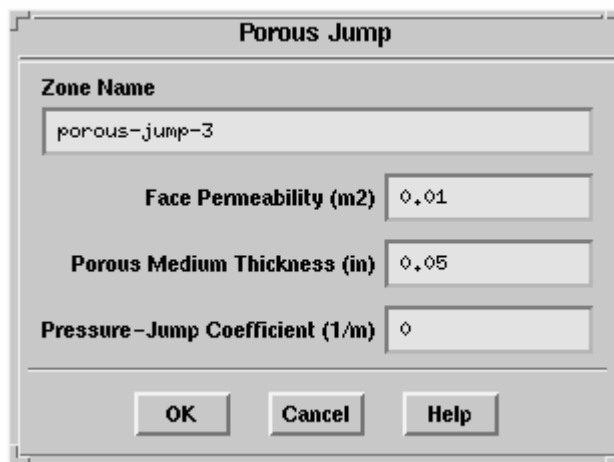 Porous Jump
Zone Name
porous-jump-3
Face Permeability (m2) 0.01
Porous Medium Thickness (in) 0.05
Pressure-Jump Coefficient (1/m) 0
OK Cancel Help